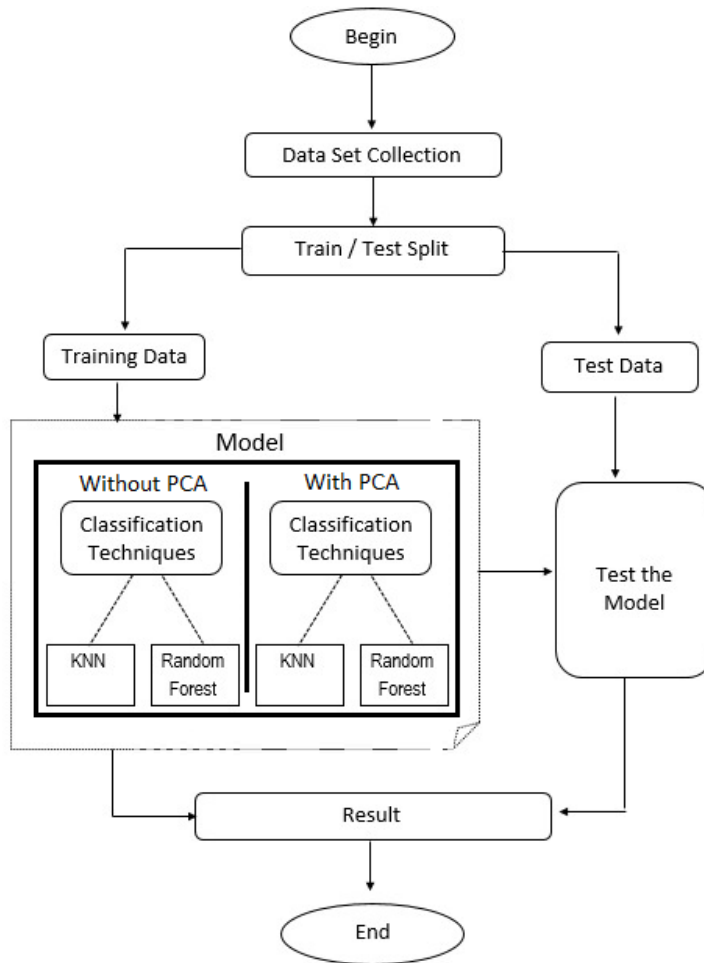 Begin
Data Set Collection
Train / Test Split
Training Data
Test Data
Model
Without PCA
With PCA
Classification
Techniques
Classification
Techniques
Test the
Model
KNN
Random
Forest
KNN
Random
Forest
Result
End